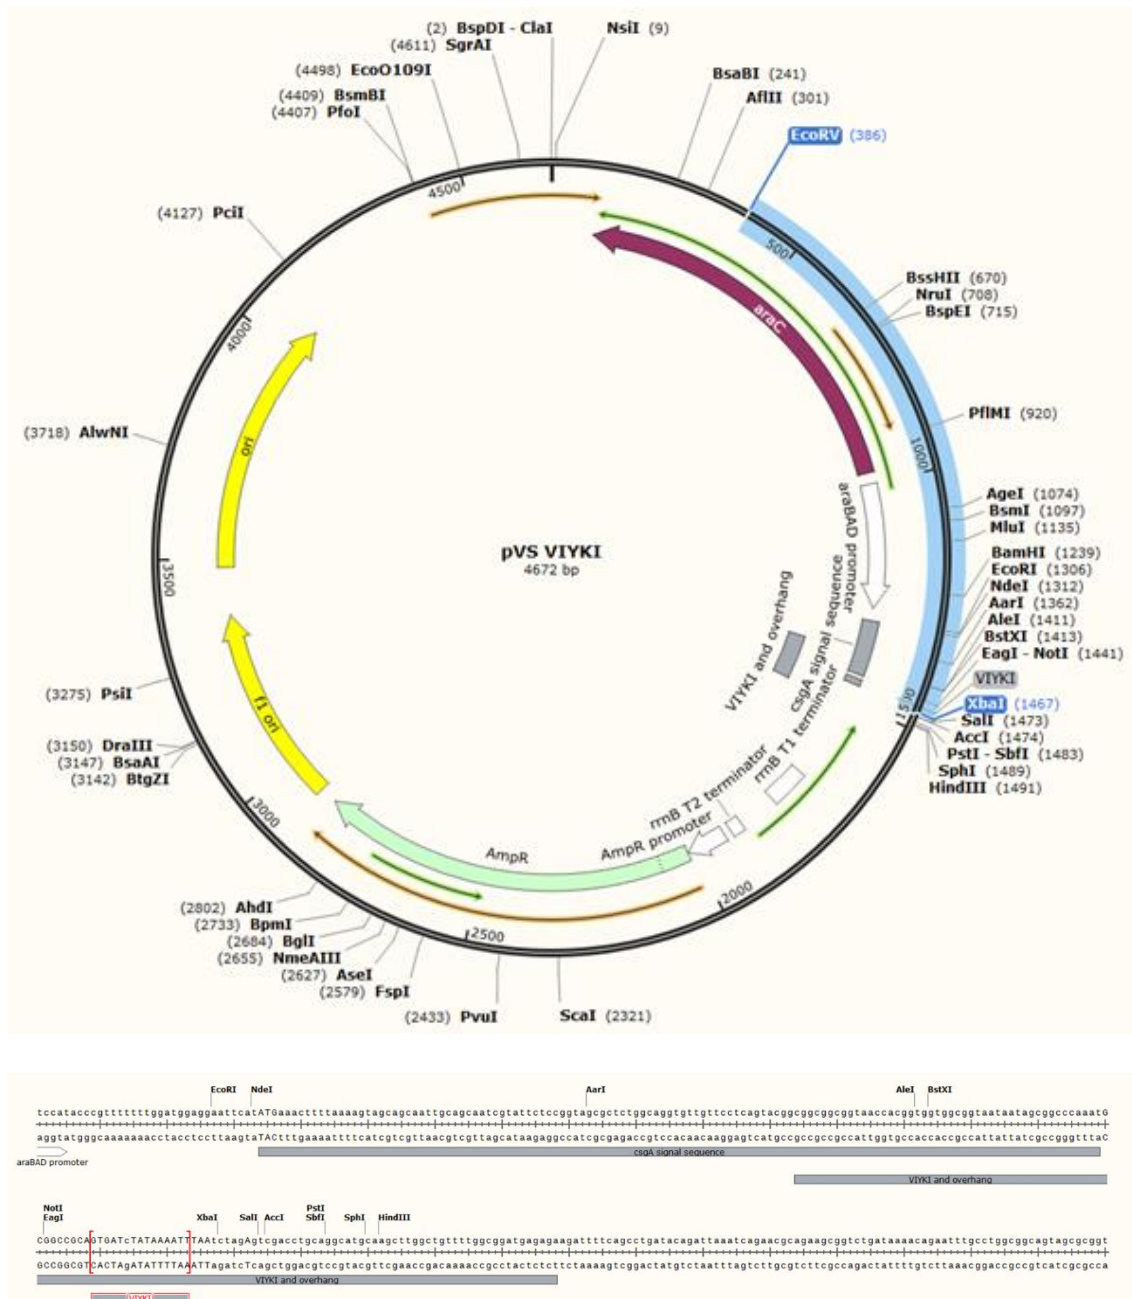 (2) BspDI - ClaI
NsiI (9)
(4611) SgrAI
(4498) EcoO109I
(4409) BsmBI
(4407) PfoI
BsaBI (241)
AflII (301)
EcoRV (386)
(4127) PciI
4500
500
araC
BssHII (670)
NruI (708)
BspEI (715)
4000
ori
(3718) AlwNI
PflMI (920)
1000
AgeI (1074)
BsmI (1097)
MluI (1135)
BamHI (1239)
EcoRI (1306)
NdeI (1312)
AarI (1362)
AleI (1411)
BstXI (1413)
EagI - NotI (1441)
VIYKI
XbaI (1467)
SalI (1473)
AccI (1474)
PstI - SbfI (1483)
SphI (1489)
HindIII (1491)
pVS VIYKI
4672 bp
araBAD promoter
csgA signal sequence
VIYKI and overhang
rrnB T1 terminator
rrnB T2 terminator
AmpR promoter
AmpR
3500
f1 ori
(3275) PsiI
(3150) DraIII
(3147) BsaAI
(3142) BtgZI
3000
2500
2000
(2802) AhdI
(2733) BpmI
(2684) BglI
(2655) NmeAIII
(2627) AseI
(2579) FspI
(2433) PvuI
ScaI (2321)
EcoRI NdeI AarI AleI BstXI
araBAD promoter
csgA signal sequence
VIYKI and overhang
NotI
EagI
XbaI SalI AccI
PstI
SbfI
SphI HindIII
CGGCCGCAGTGATcTATAAAATTTAATctagAgtcgacctgcaggcatgcaagcttggctgttttggcggatgagagaagattttcagcctgatacagattaaatcagaacgcagaagcggtctgataaaacagaatttgcctggcggcagtagcgcggt
VIYKI and overhang
VIYKI